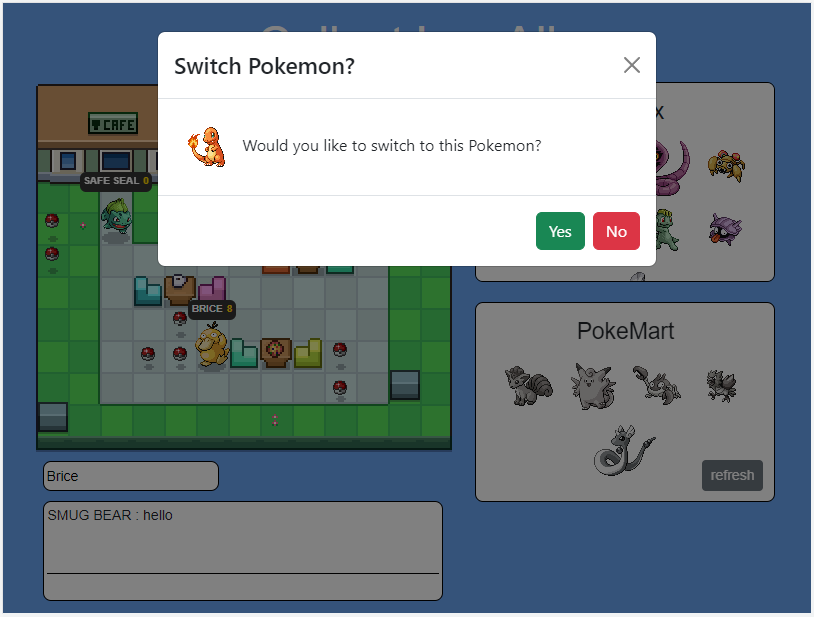 Switch Pokemon?
Would you like to switch to this Pokemon?
Yes
No
CAFE
SAFE SEAL 0
BRICE 8
PokeMart
refresh
Brice
SMUG BEAR : hello